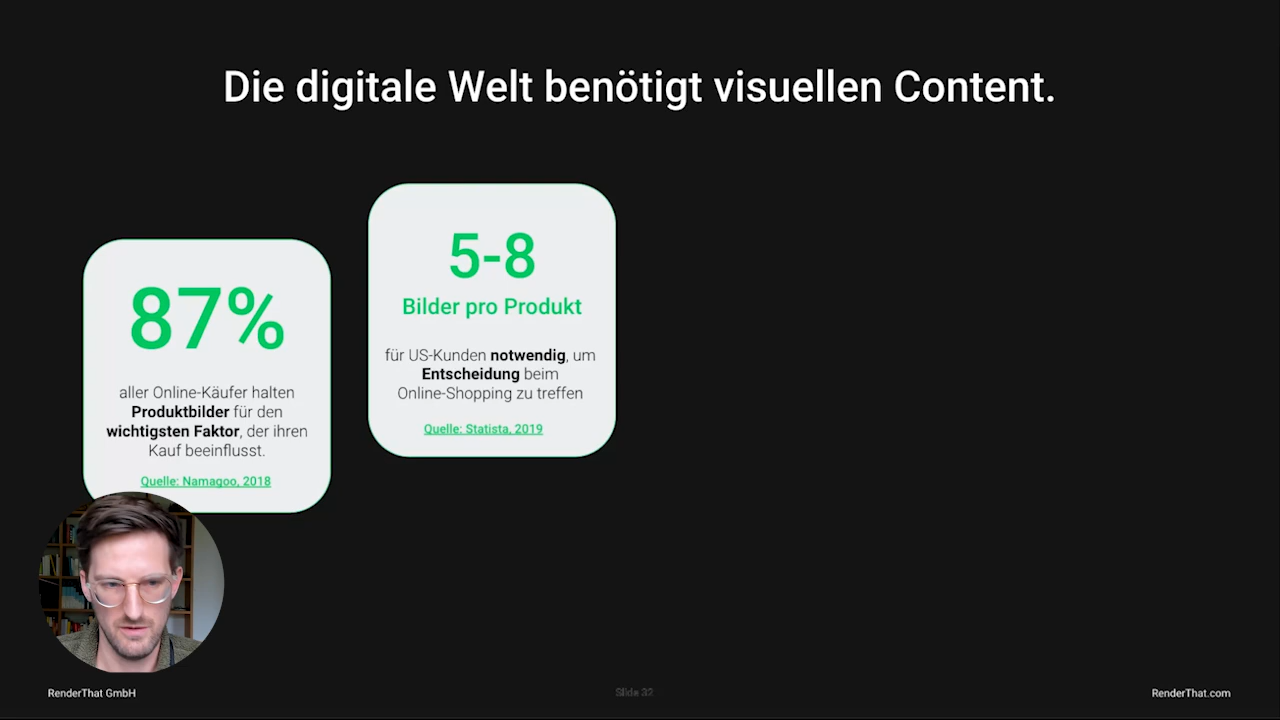 Die digitale Welt benötigt visuellen Content.
87%
aller Online-Käufer halten
Produktbilder für den
wichtigsten Faktor, der ihren
Kauf beeinflusst.
Quelle: Namagoo, 2018
5-8
Bilder pro Produkt
für US-Kunden notwendig, um
Entscheidung beim
Online-Shopping zu treffen
Quelle: Statista, 2019
RenderThat GmbH
Slide 32
RenderThat.com